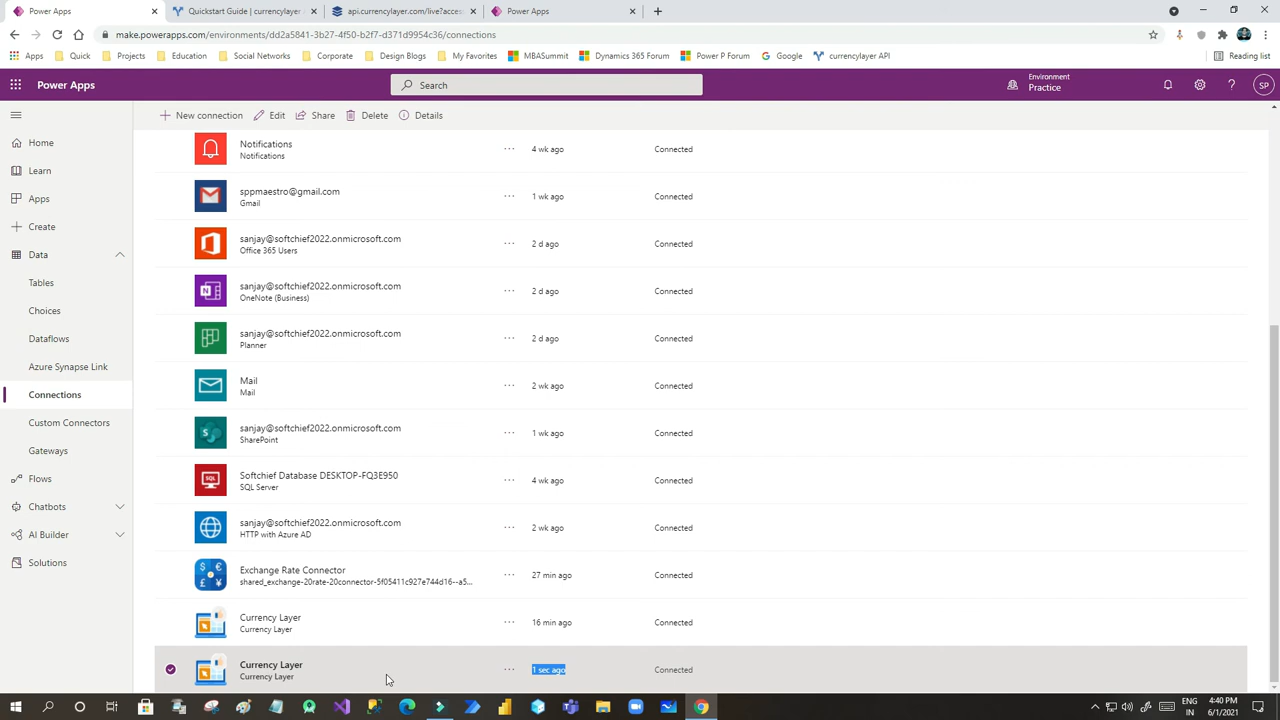 Power Apps
Quickstart Guide | currencylayer
api.currencylayer.com/live?acces
Power Apps
make.powerapps.com/environments/dd2a5841-3b27-4f50-b2f7-d371d9954c36/connections
Apps
Quick
Projects
Education
Social Networks
Corporate
Design Blogs
My Favorites
MBASummit
Dynamics 365 Forum
Power P Forum
Google
currencylayer API
Reading list
Power Apps
Search
Environment
Practice
SP
New connection
Edit
Share
Delete
Details
Home
Learn
Apps
Create
Data
Tables
Choices
Dataflows
Azure Synapse Link
Connections
Custom Connectors
Gateways
Flows
Chatbots
AI Builder
Solutions
Notifications
Notifications
4 wk ago
Connected
sppmaestro@gmail.com
Gmail
1 wk ago
Connected
sanjay@softchief2022.onmicrosoft.com
Office 365 Users
2 d ago
Connected
sanjay@softchief2022.onmicrosoft.com
OneNote (Business)
2 d ago
Connected
sanjay@softchief2022.onmicrosoft.com
Planner
2 d ago
Connected
Mail
Mail
2 wk ago
Connected
sanjay@softchief2022.onmicrosoft.com
SharePoint
1 wk ago
Connected
Softchief Database DESKTOP-FQ3E950
SQL Server
4 wk ago
Connected
sanjay@softchief2022.onmicrosoft.com
HTTP with Azure AD
2 wk ago
Connected
Exchange Rate Connector
shared_exchange-20rate-20connector-5f05411c927e744d16--a5...
27 min ago
Connected
Currency Layer
Currency Layer
16 min ago
Connected
Currency Layer
Currency Layer
1 sec ago
Connected
ENG
IN
4:40 PM
6/1/2021